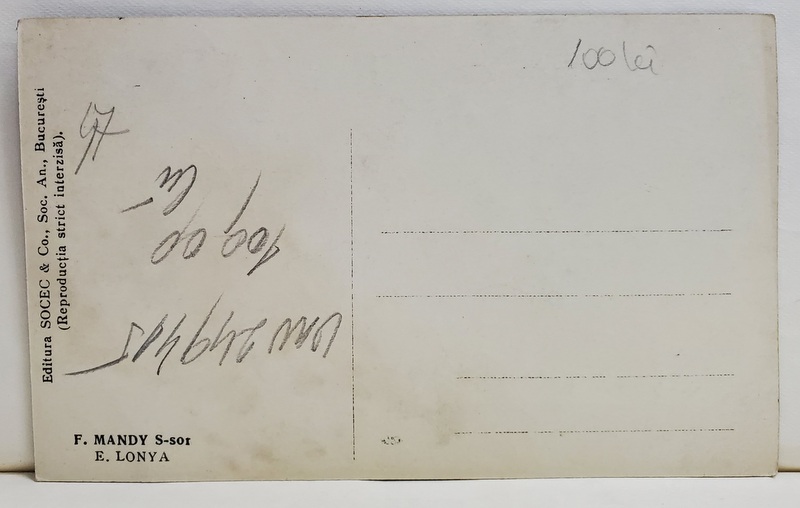 100 lei
Editura SOCEC & Co., Soc. An., București
(Reproducția strict interzisă).
F. MANDY S-sor
E. LONYA